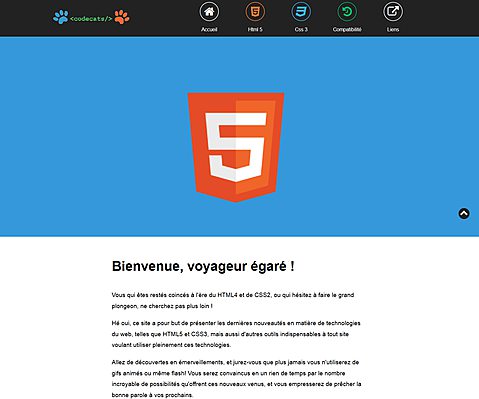 <codecats/>
Accueil
Html 5
Css 3
Compatibilité
Liens
5
Bienvenue, voyageur égaré !
Vous qui êtes restés coincés à l'ère du HTML4 et de CSS2, ou qui hésitez à faire le grand
plongeon, ne cherchez pas plus loin !
Hé oui, ce site a pour but de présenter les dernières nouveautés en matière de technologies
du web, telles que HTML5 et CSS3, mais aussi d'autres outils indispensables à tout site
voulant utiliser pleinement ces technologies.
Allez de découvertes en émerveillements, et jurez-vous que plus jamais vous n'utiliserez de
gifs animés ou même flash! Vous serez convaincus en un rien de temps par le nombre
incroyable de possibilités qu'offrent ces nouveaux venus, et vous empresserez de prêcher la
bonne parole à vos prochains.